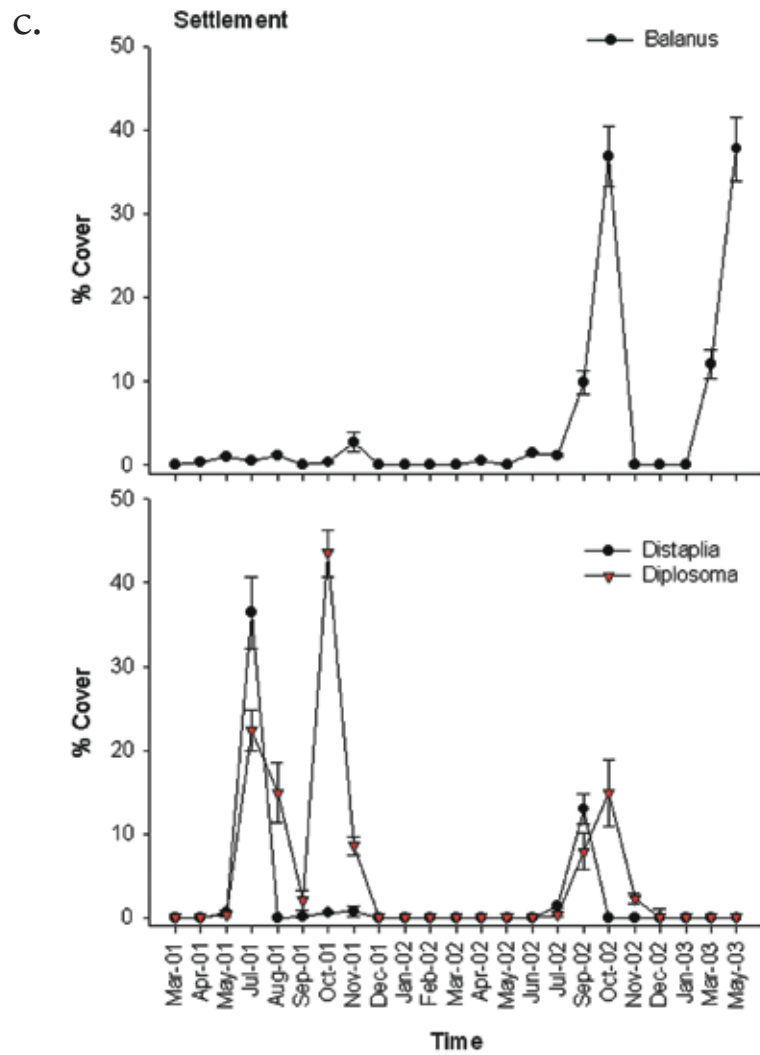 c.
Settlement
Balanus
50
40
30
20
10
0
% Cover
Distaplia
Diplosoma
50
40
30
20
10
0
% Cover
Mar-01
Apr-01
May-01
Jul-01
Aug-01
Sep-01
Oct-01
Nov-01
Dec-01
Jan-02
Feb-02
Mar-02
Apr-02
May-02
Jun-02
Jul-02
Sep-02
Oct-02
Nov-02
Dec-02
Jan-03
Mar-03
May-03
Time